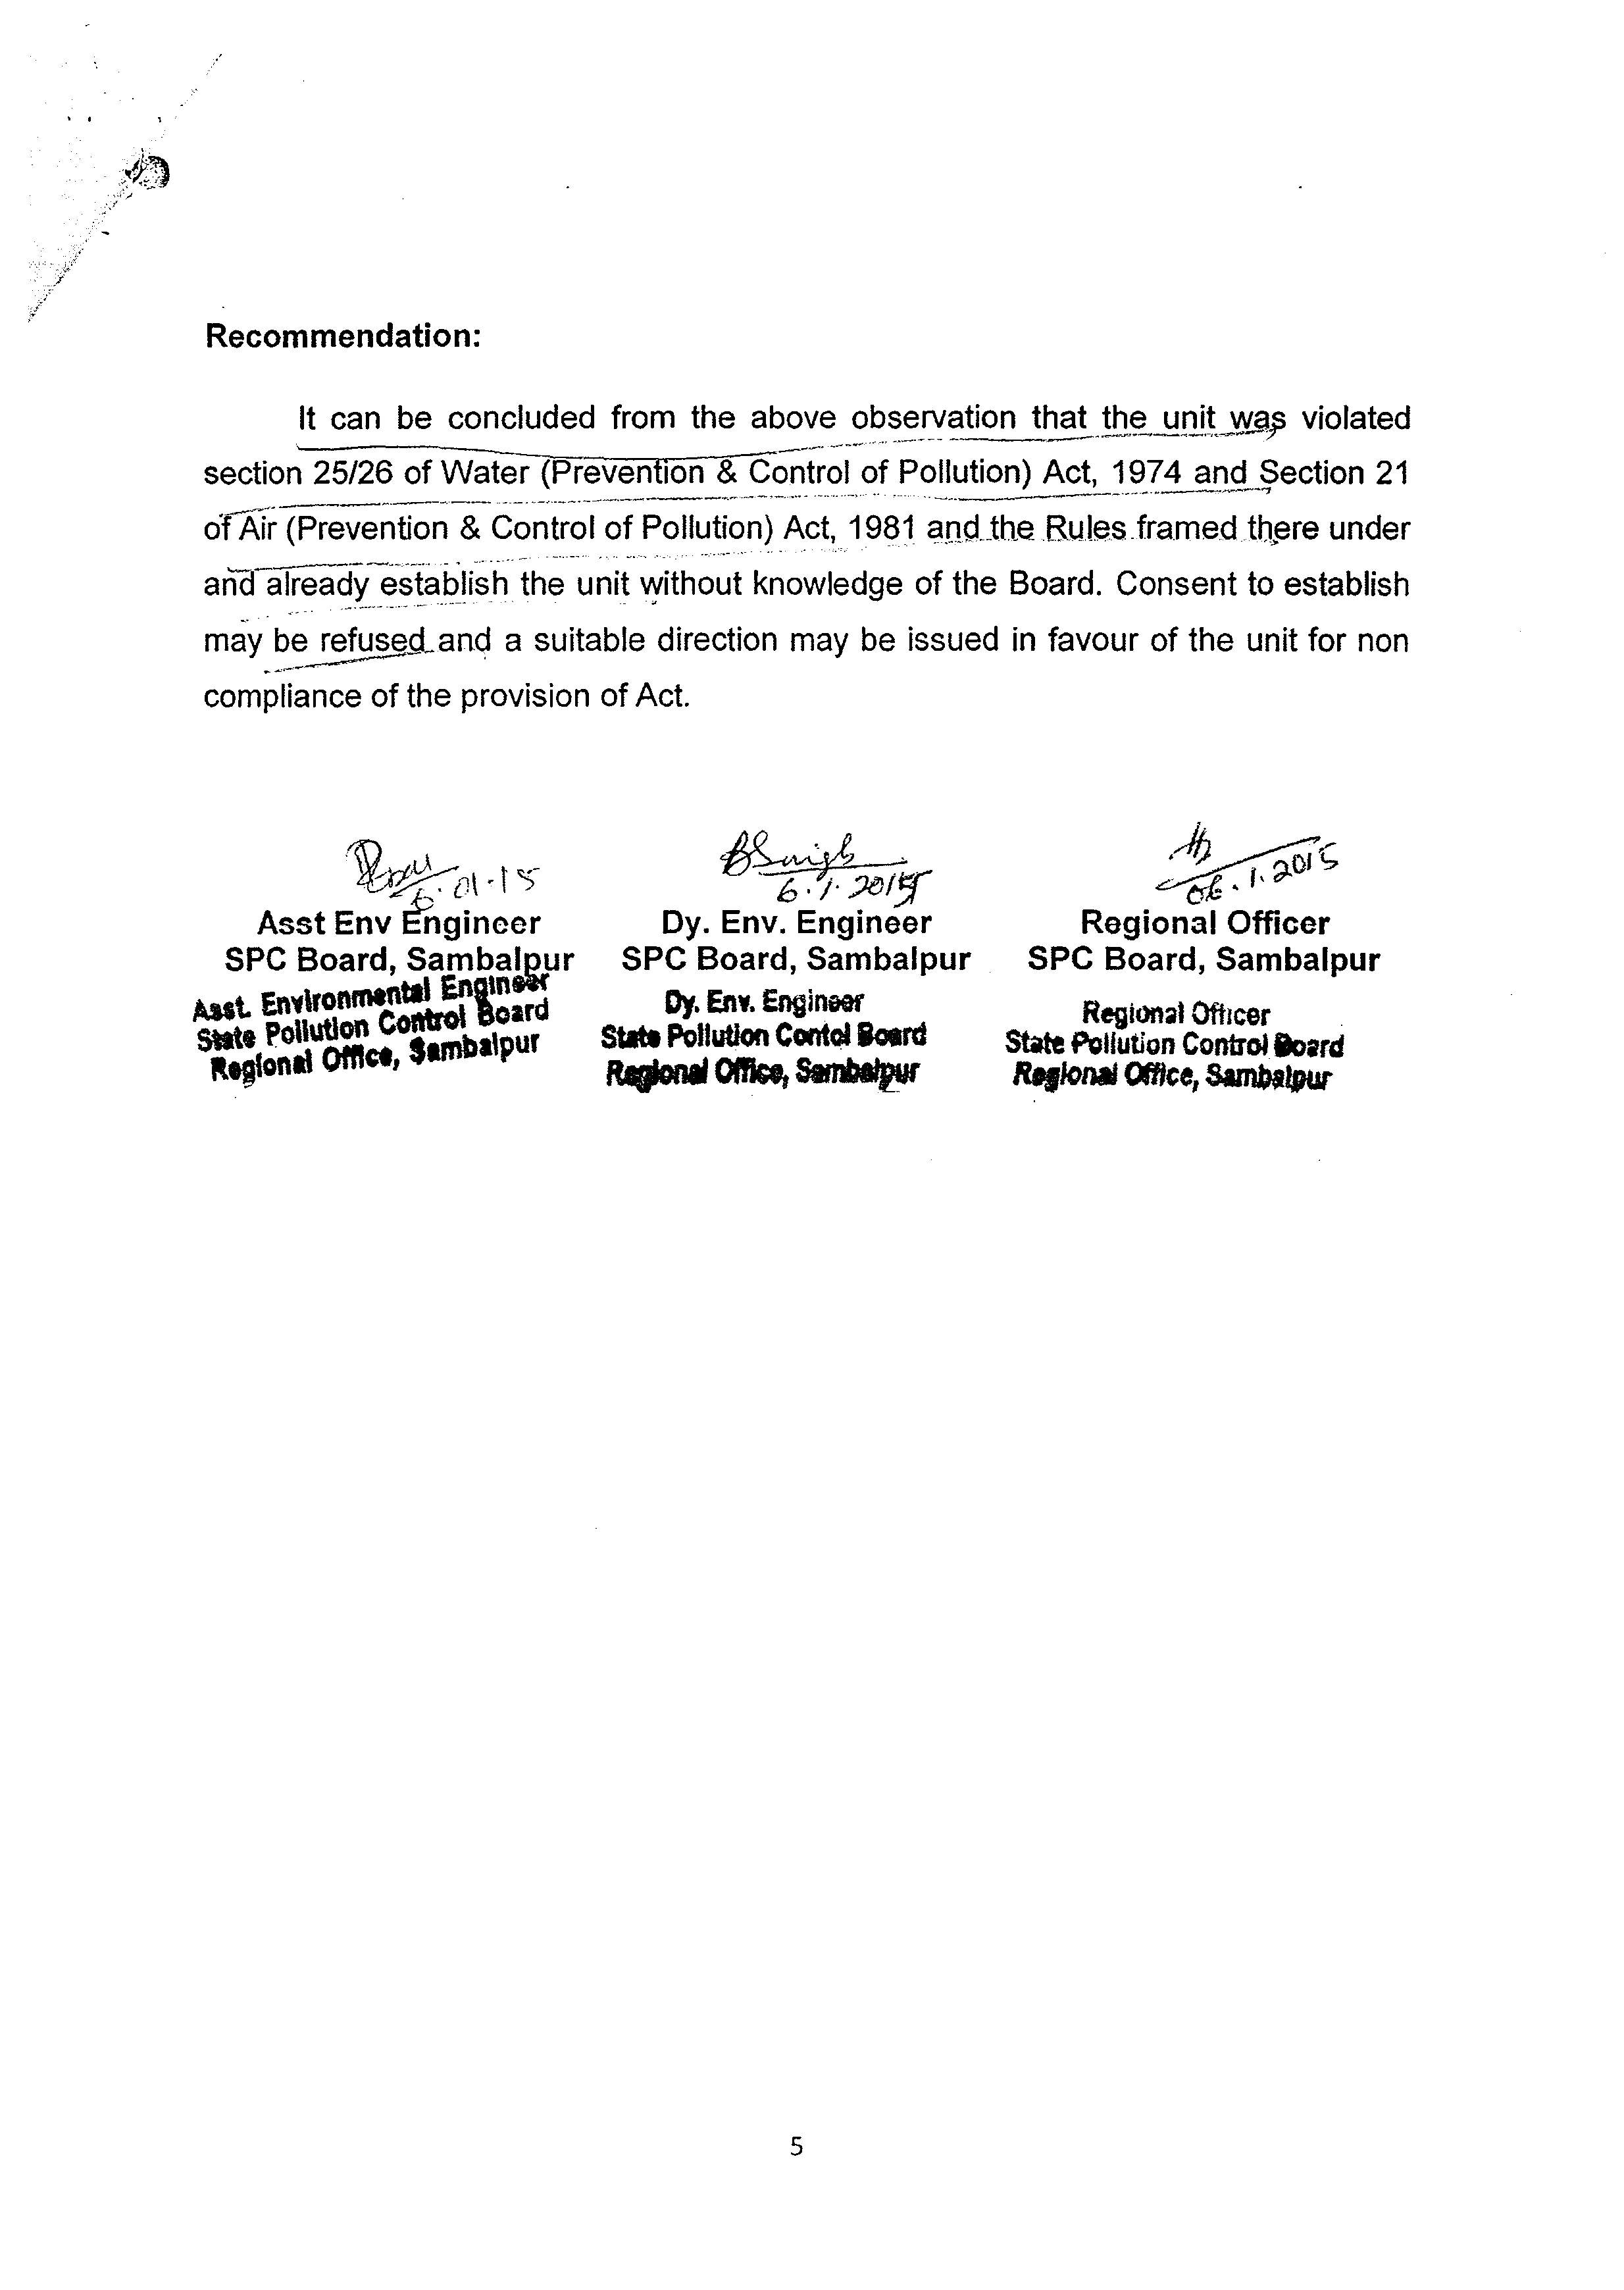 Recommendation:
It can be concluded from the above observation that the unit was violated
section 25/26 of Water (Prevention & Control of Pollution) Act, 1974 and Section 21
of Air (Prevention & Control of Pollution) Act, 1981 and the Rules framed there under
and already establish the unit without knowledge of the Board. Consent to establish
may be refused and a suitable direction may be issued in favour of the unit for non
compliance of the provision of Act.
6.01.15
Asst Env Engineer
SPC Board, Sambalpur
Asst. Environmental Engineer
State Pollution Control Board
Regional Office, Sambalpur
BSingh
6.1.2015
Dy. Env. Engineer
SPC Board, Sambalpur
Dy. Env. Engineer
State Pollution Contol Board
Regional Office, Sambalpur
06.1.2015
Regional Officer
SPC Board, Sambalpur
Regional Officer
State Pollution Control Board
Regional Office, Sambalpur
5